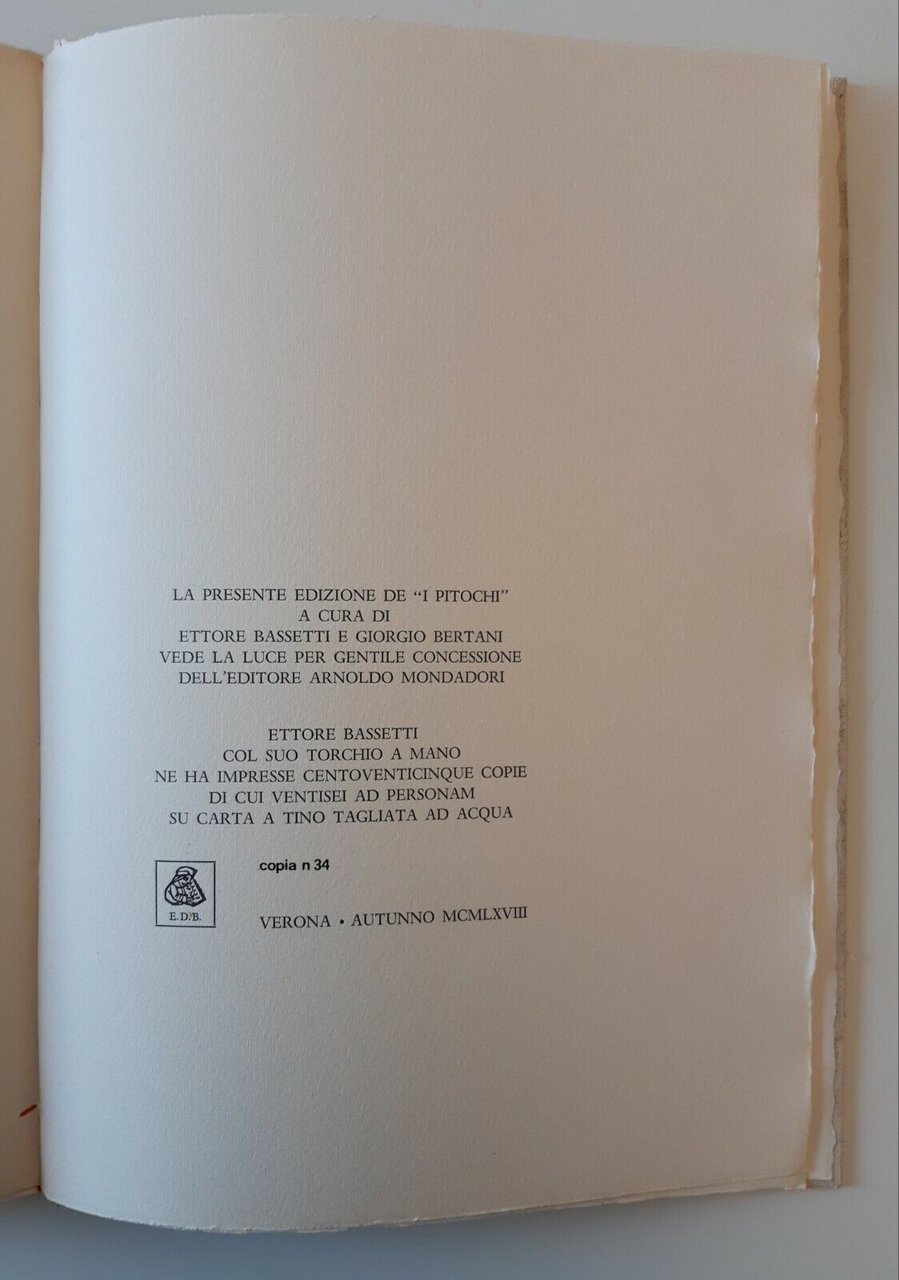 LA PRESENTE EDIZIONE DE “I PITOCHI”
A CURA DI
ETTORE BASSETTI E GIORGIO BERTANI
VEDE LA LUCE PER GENTILE CONCESSIONE
DELL'EDITORE ARNOLDO MONDADORI
ETTORE BASSETTI
COL SUO TORCHIO A MANO
NE HA IMPRESSE CENTOVENTICINQUE COPIE
DI CUI VENTISEI AD PERSONAM
SU CARTA A TINO TAGLIATA AD ACQUA
copia n 34
E.D.B.
VERONA • AUTUNNO MCMLXVIII